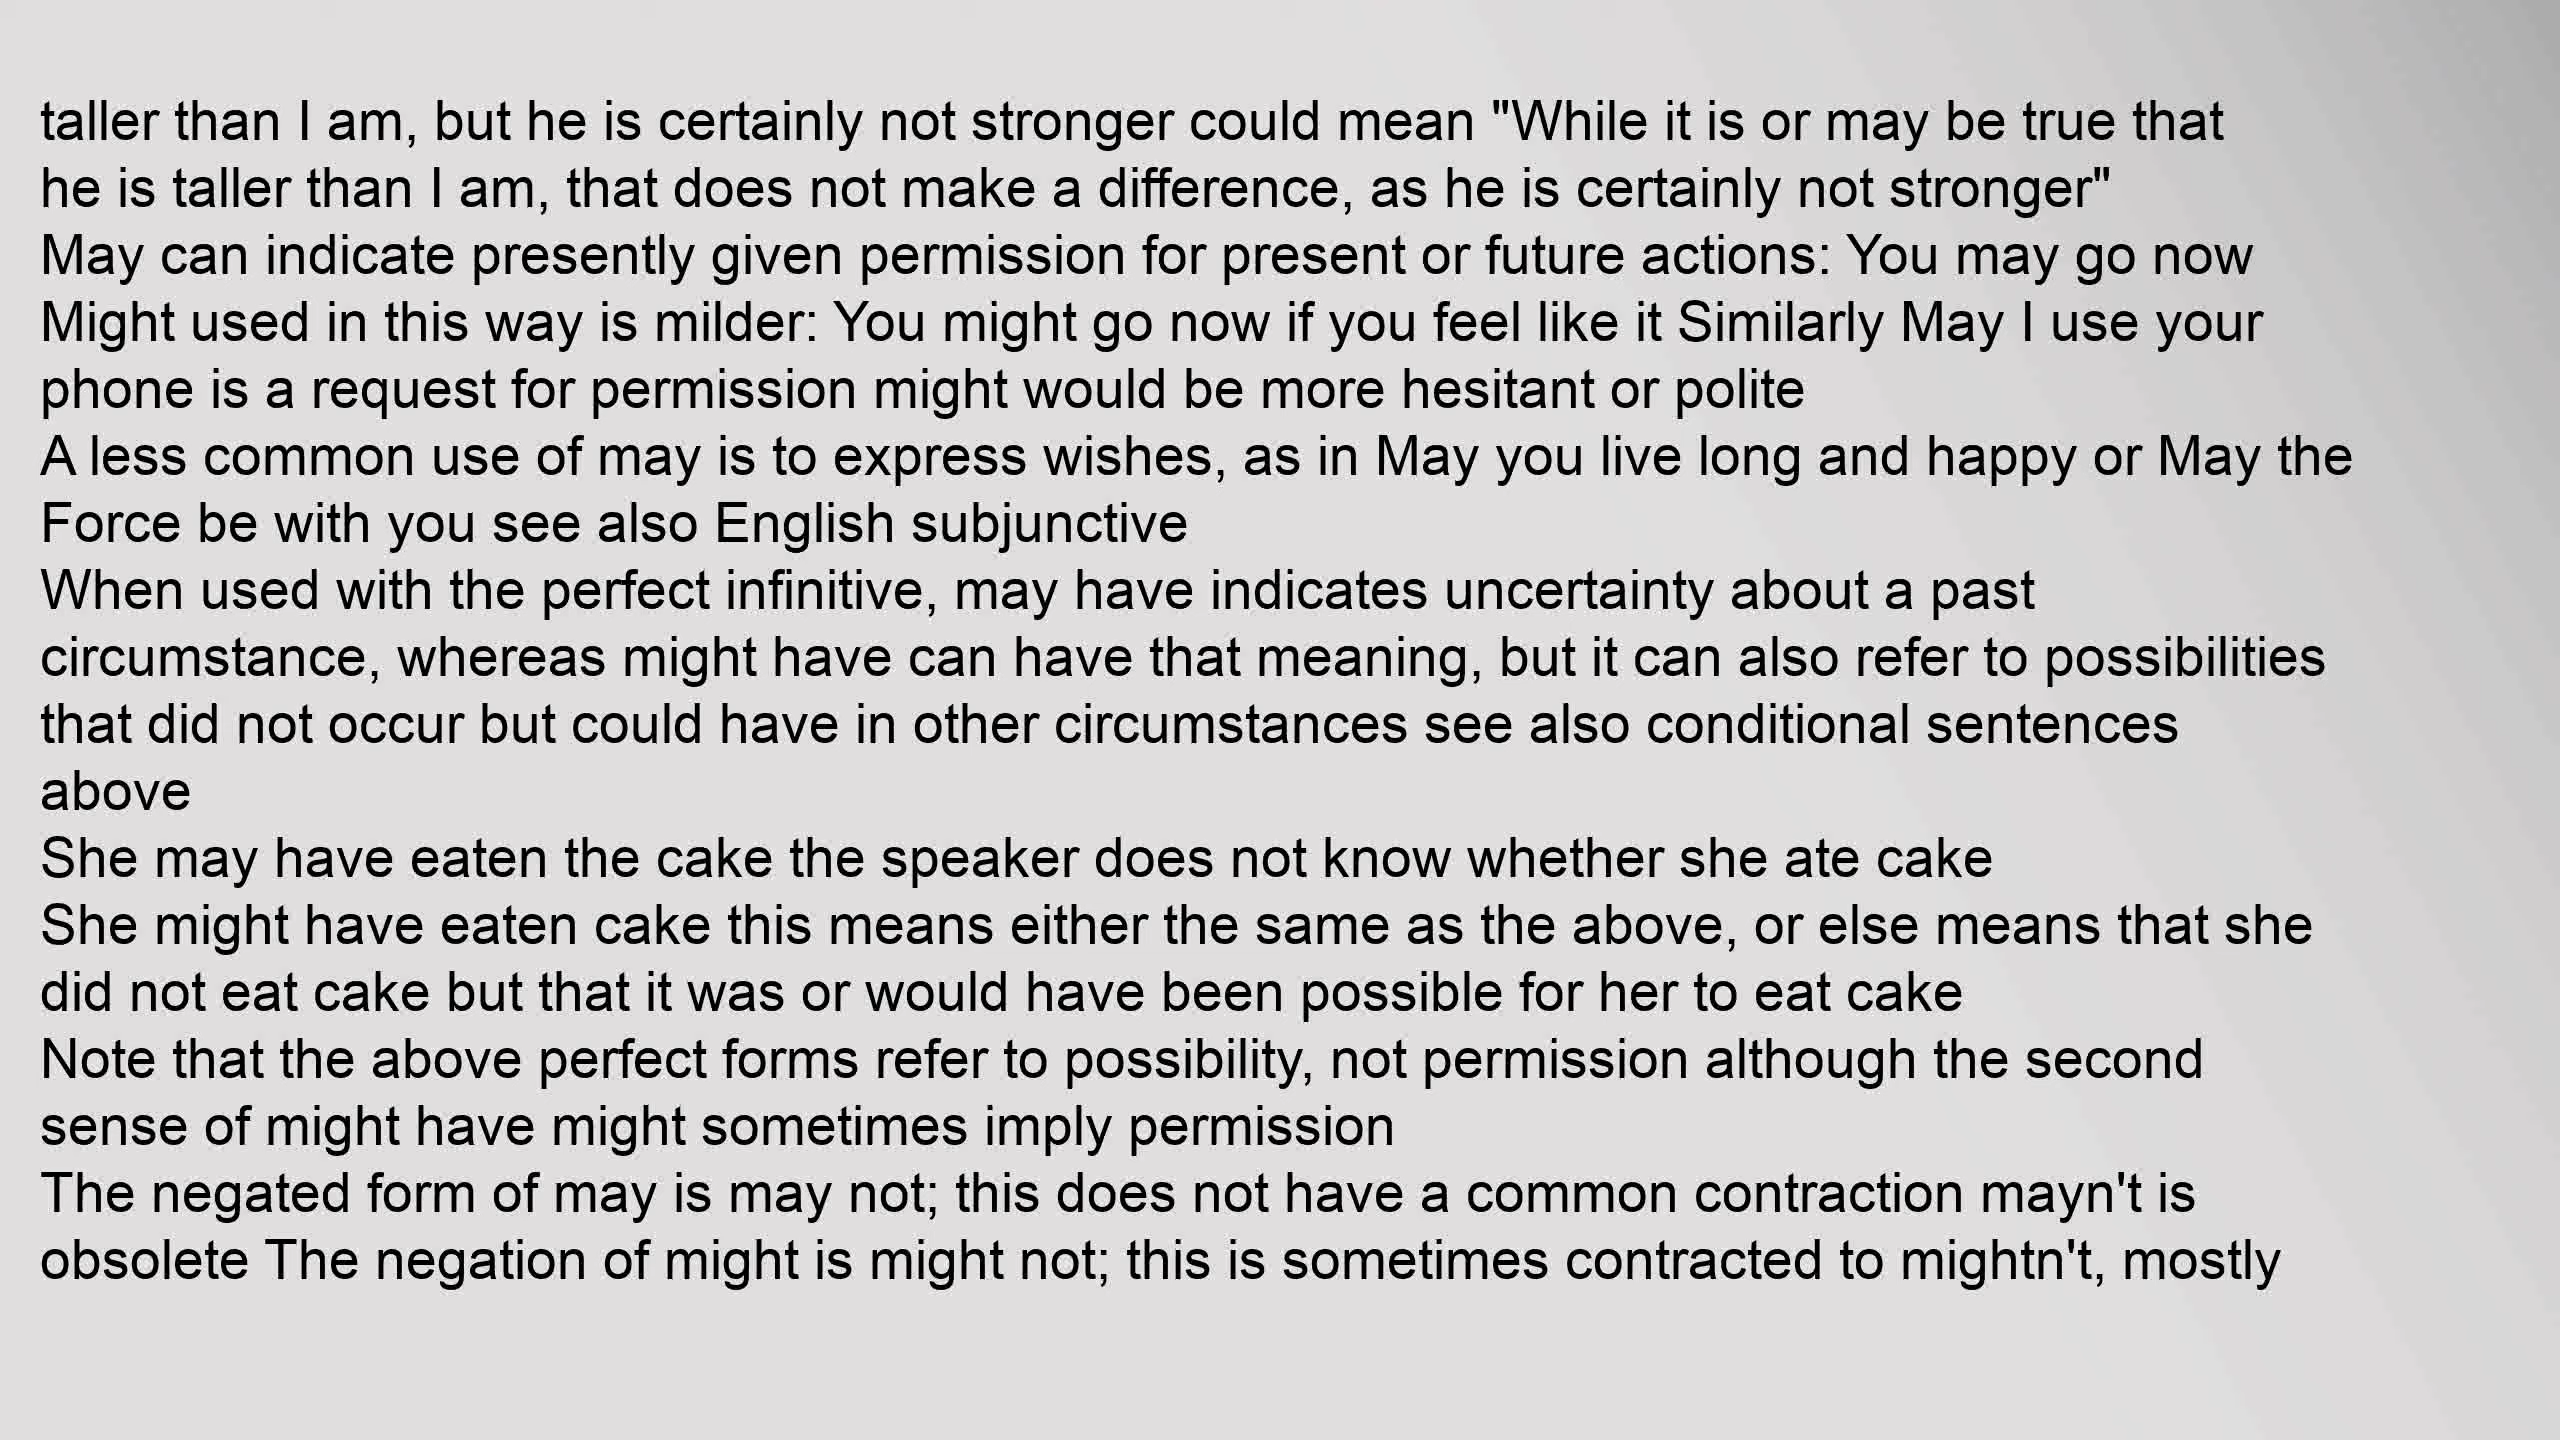 taller than I am, but he is certainly not stronger could mean "While it is or may be true that
he is taller than I am, that does not make a difference, as he is certainly not stronger"
May can indicate presently given permission for present or future actions: You may go now
Might used in this way is milder: You might go now if you feel like it Similarly May I use your
phone is a request for permission might would be more hesitant or polite
A less common use of may is to express wishes, as in May you live long and happy or May the
Force be with you see also English subjunctive
When used with the perfect infinitive, may have indicates uncertainty about a past
circumstance, whereas might have can have that meaning, but it can also refer to possibilities
that did not occur but could have in other circumstances see also conditional sentences
above
She may have eaten the cake the speaker does not know whether she ate cake
She might have eaten cake this means either the same as the above, or else means that she
did not eat cake but that it was or would have been possible for her to eat cake
Note that the above perfect forms refer to possibility, not permission although the second
sense of might have might sometimes imply permission
The negated form of may is may not; this does not have a common contraction mayn't is
obsolete The negation of might is might not; this is sometimes contracted to mightn't, mostly